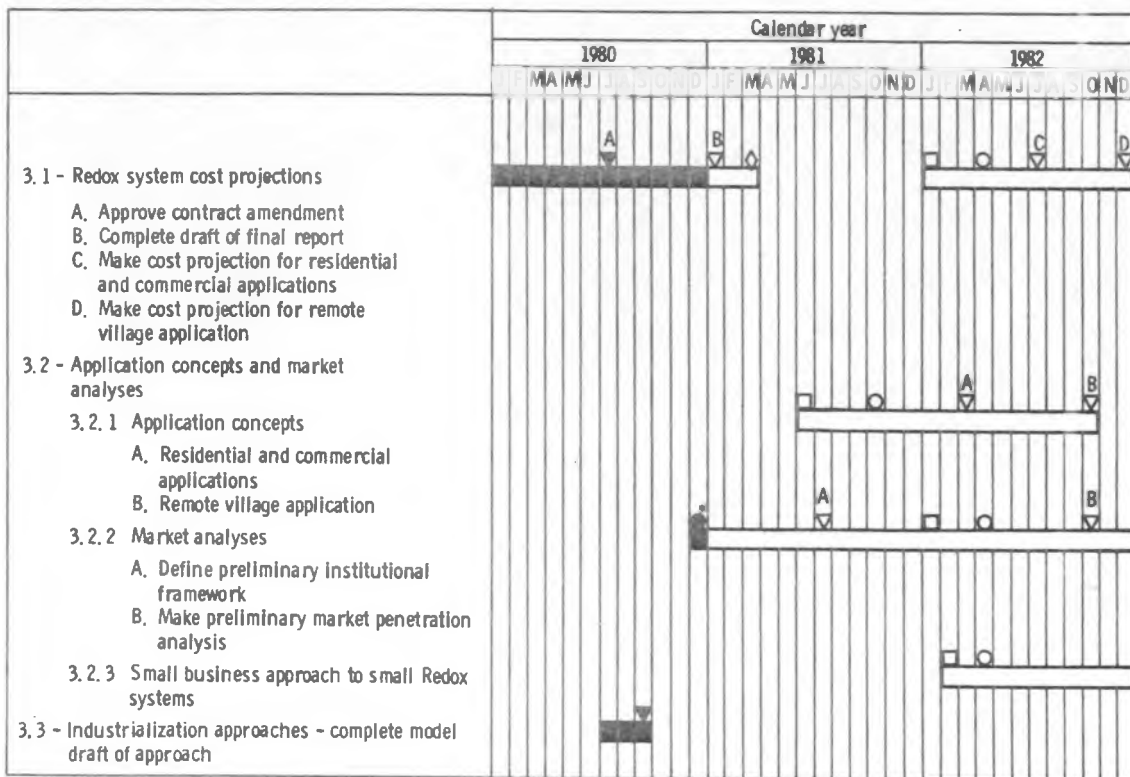 Calendar year
1980 1981 1982
J F M A M J J A S O N D J F M A M J J A S O N D J F M A M J J A S O N D
A B C D
3.1 - Redox system cost projections
A. Approve contract amendment
B. Complete draft of final report
C. Make cost projection for residential
and commercial applications
D. Make cost projection for remote
village application
3.2 - Application concepts and market
analyses
A B
3.2.1 Application concepts
A. Residential and commercial
applications
B. Remote village application
A B
3.2.2 Market analyses
A. Define preliminary institutional
framework
B. Make preliminary market penetration
analysis
3.2.3 Small business approach to small Redox
systems
3.3 - Industrialization approaches - complete model
draft of approach